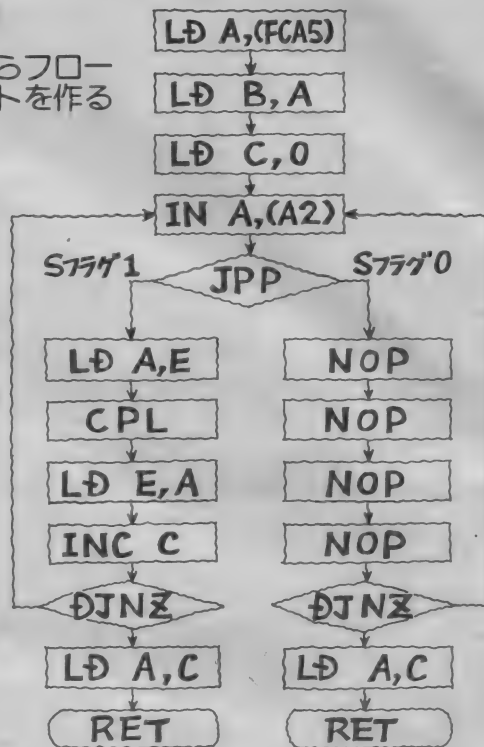 らフロー
トを作る
LD A,(FCA5)
LD B,A
LD C,0
IN A,(A2)
Sフラグ1
JPP
Sフラグ0
LD A,E
CPL
LD E,A
INC C
DJNZ
LD A,C
RET
NOP
NOP
NOP
NOP
DJNZ
LD A,C
RET